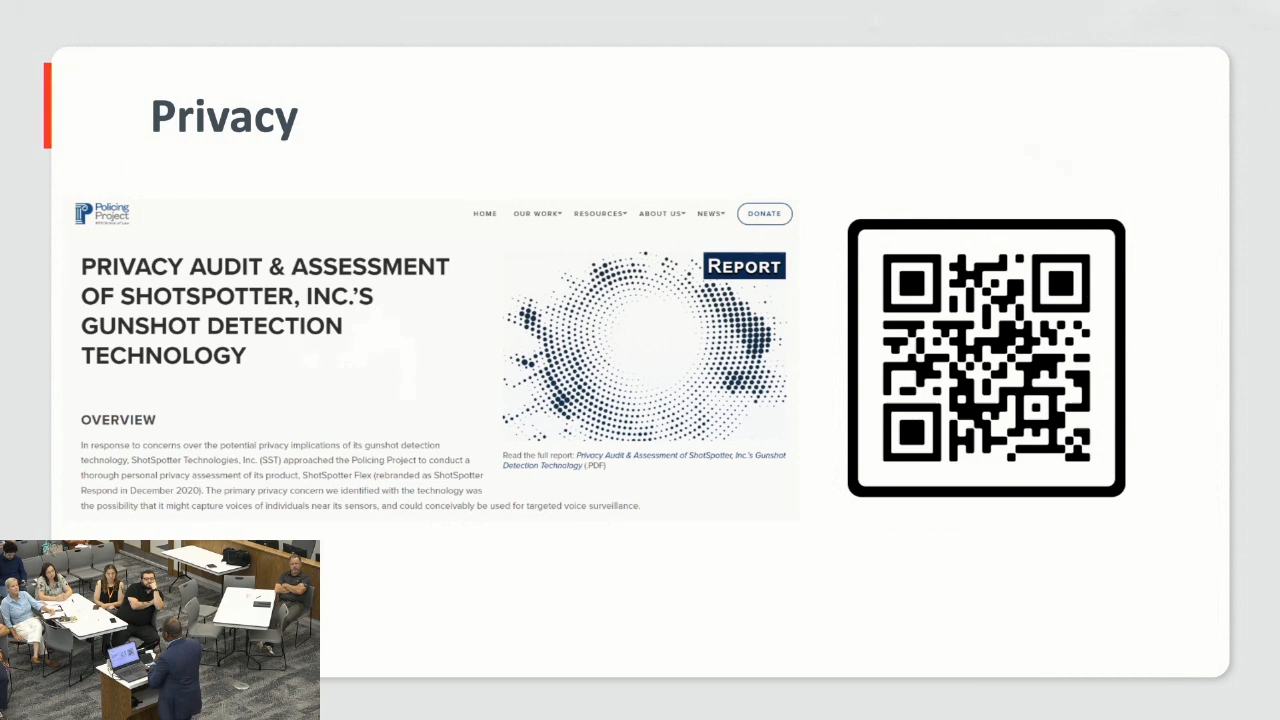 Privacy
Policing
Project
HOME OUR WORK RESOURCES ABOUT US NEWS DONATE
PRIVACY AUDIT & ASSESSMENT
OF SHOTSPOTTER, INC.'S
GUNSHOT DETECTION
TECHNOLOGY
REPORT
OVERVIEW
In response to concerns over the potential privacy implications of its gunshot detection
technology, ShotSpotter Technologies, Inc. (SST) approached the Policing Project to conduct a
thorough personal privacy assessment of its product, ShotSpotter Flex (rebranded as ShotSpotter
Respond in December 2020). The primary privacy concern we identified with the technology was
the possibility that it might capture voices of individuals near its sensors, and could conceivably be used for targeted voice surveillance.
Read the full report: Privacy Audit & Assessment of ShotSpotter, Inc.'s Gunshot
Detection Technology (.PDF)